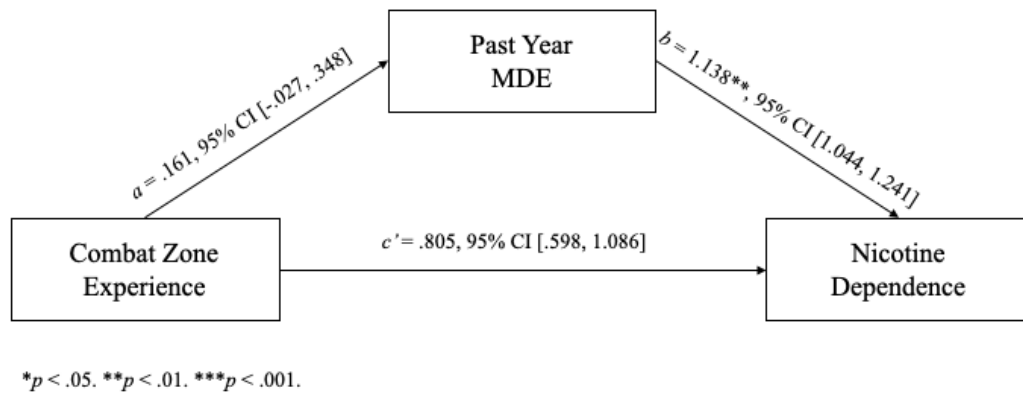 Past Year
MDE
a = .161, 95% CI [-.027, .348]
b = 1.138**, 95% CI [1.044, 1.241]
Combat Zone
Experience
c’= .805, 95% CI [.598, 1.086]
Nicotine
Dependence
*p < .05. **p < .01. ***p < .001.